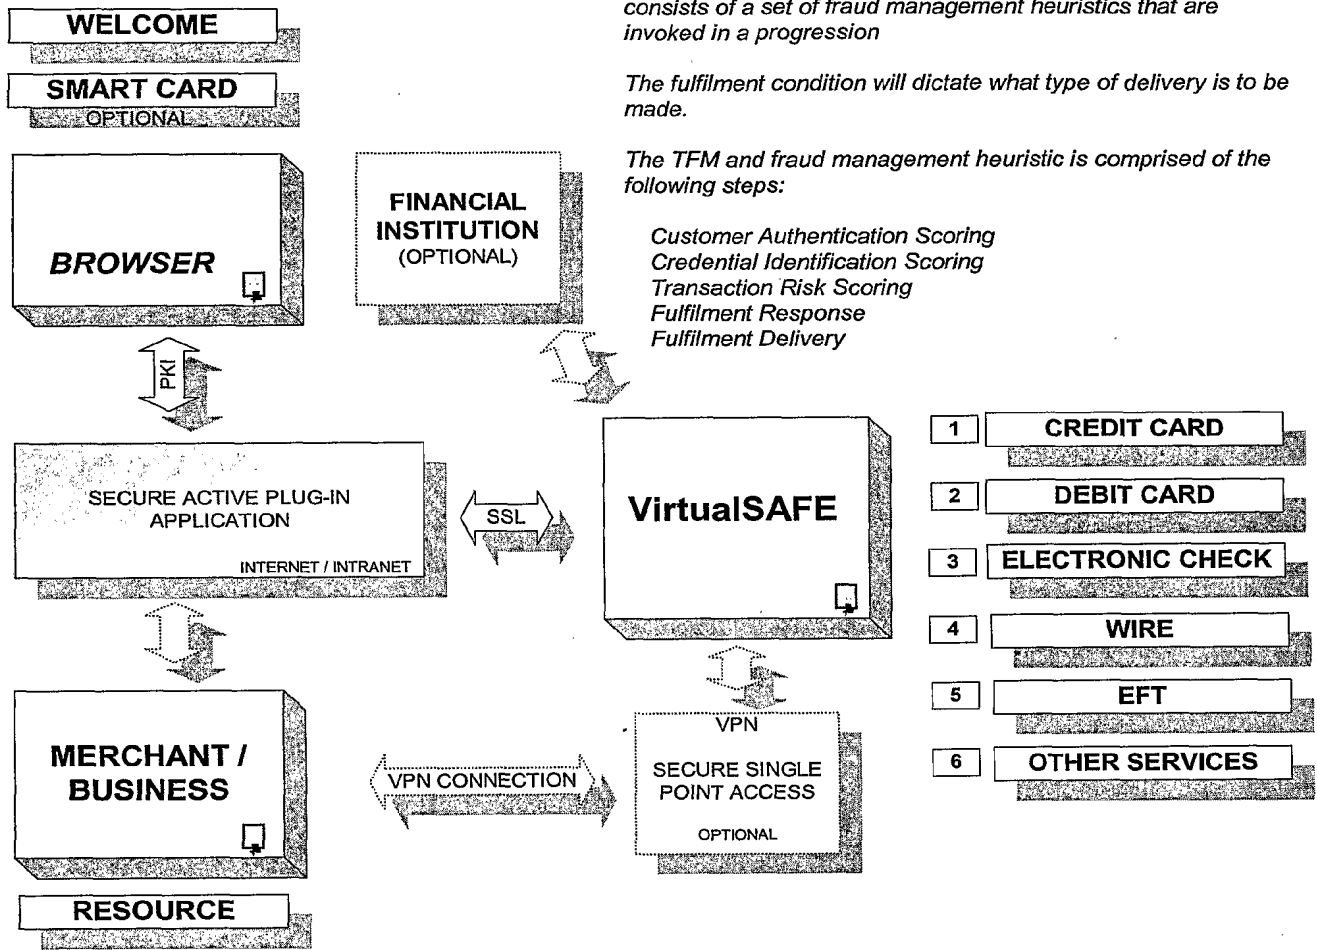 consists of a set of fraud management heuristics that are
invoked in a progression
The fulfilment condition will dictate what type of delivery is to be
made.
The TFM and fraud management heuristic is comprised of the
following steps:
Customer Authentication Scoring
Credential Identification Scoring
Transaction Risk Scoring
Fulfilment Response
Fulfilment Delivery
WELCOME
SMART CARD
OPTIONAL
BROWSER
FINANCIAL
INSTITUTION
(OPTIONAL)
PKI
SECURE ACTIVE PLUG-IN
APPLICATION
INTERNET / INTRANET
SSL
VirtualSAFE
1 CREDIT CARD
2 DEBIT CARD
3 ELECTRONIC CHECK
4 WIRE
5 EFT
6 OTHER SERVICES
MERCHANT /
BUSINESS
VPN CONNECTION
VPN
SECURE SINGLE
POINT ACCESS
OPTIONAL
RESOURCE